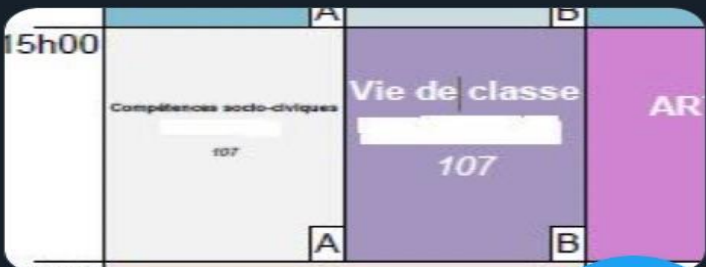 A
B
15h00
Compétences socio-civiques
107
A
Vie de classe
107
B
AR